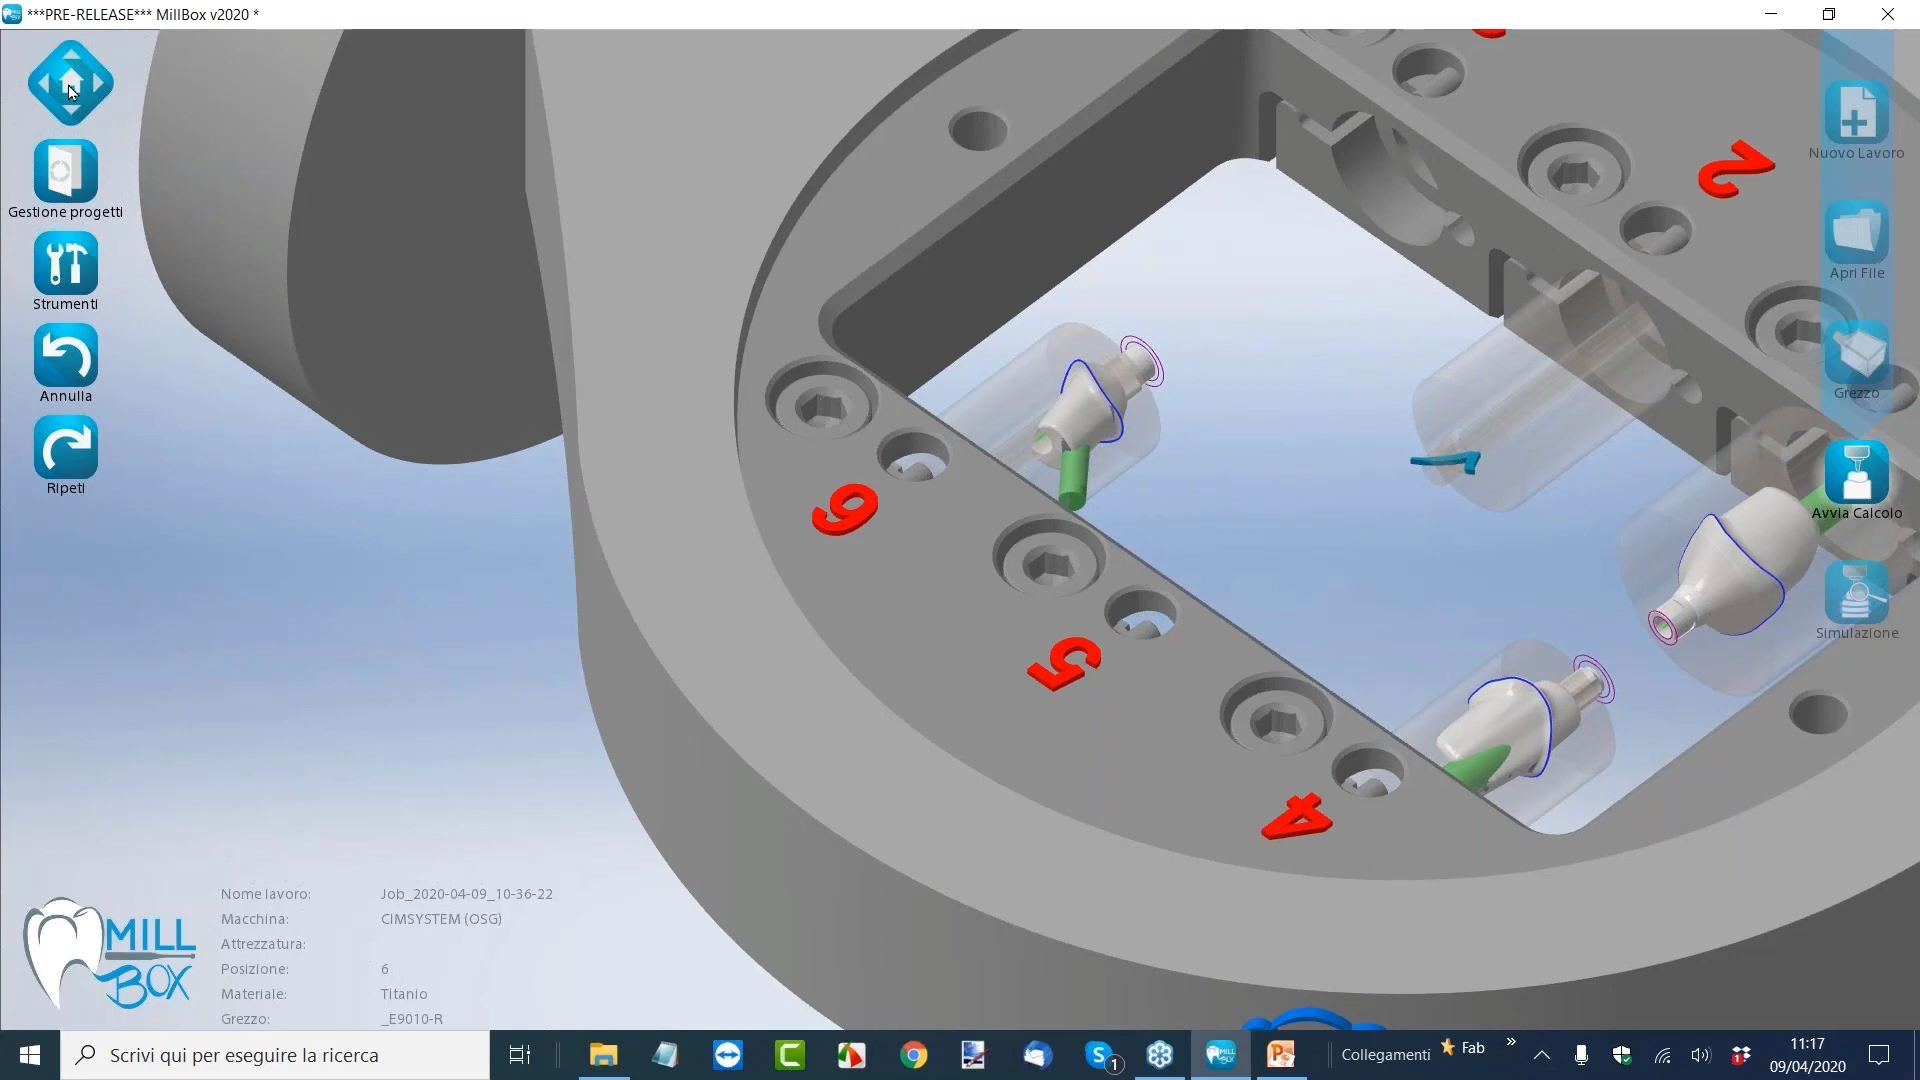 ***PRE-RELEASE*** MillBox v2020 *
Gestione progetti
Strumenti
Annulla
Ripeti
2
6
5
4
1
Nuovo Lavoro
Apri File
Grezzo
Avvia Calcolo
Simulazione
MILL
BOX
Nome lavoro: Job_2020-04-09_10-36-22
Macchina: CIMSYSTEM (OSG)
Attrezzatura:
Posizione: 6
Materiale: Titanio
Grezzo: _E9010-R
Scrivi qui per eseguire la ricerca
1
Collegamenti
Fab
»
11:17
09/04/2020